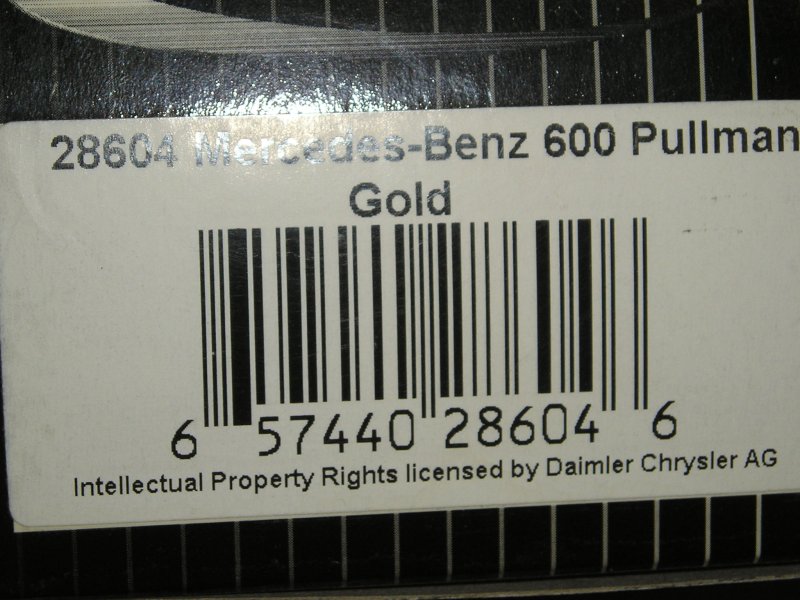 28604 Mercedes-Benz 600 Pullman
Gold
6 57440 28604 6
Intellectual Property Rights licensed by Daimler Chrysler AG